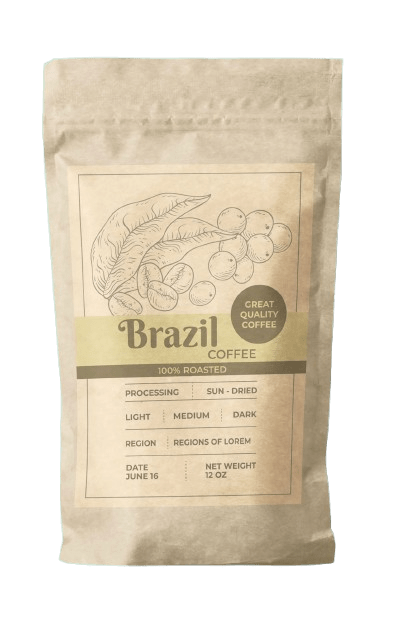 GREAT
QUALITY
COFFEE
Brazil
COFFEE
100% ROASTED
PROCESSING SUN - DRIED
LIGHT MEDIUM DARK
REGION REGIONS OF LOREM
DATE NET WEIGHT
JUNE 16 12 OZ